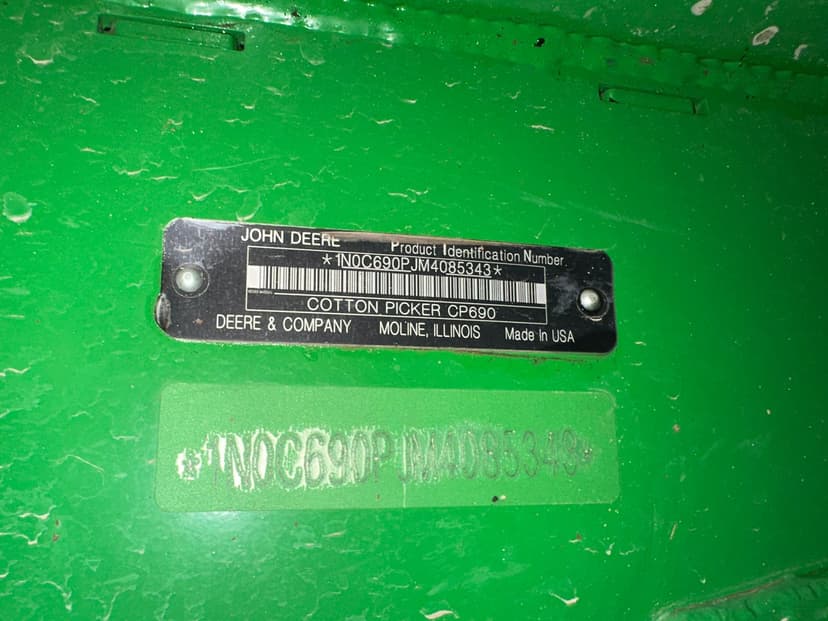 JOHN DEERE Product Identification Number
*1N0C690PJM4085343*
COTTON PICKER CP690
DEERE & COMPANY MOLINE, ILLINOIS Made in USA
*1N0C690PJM4085343*